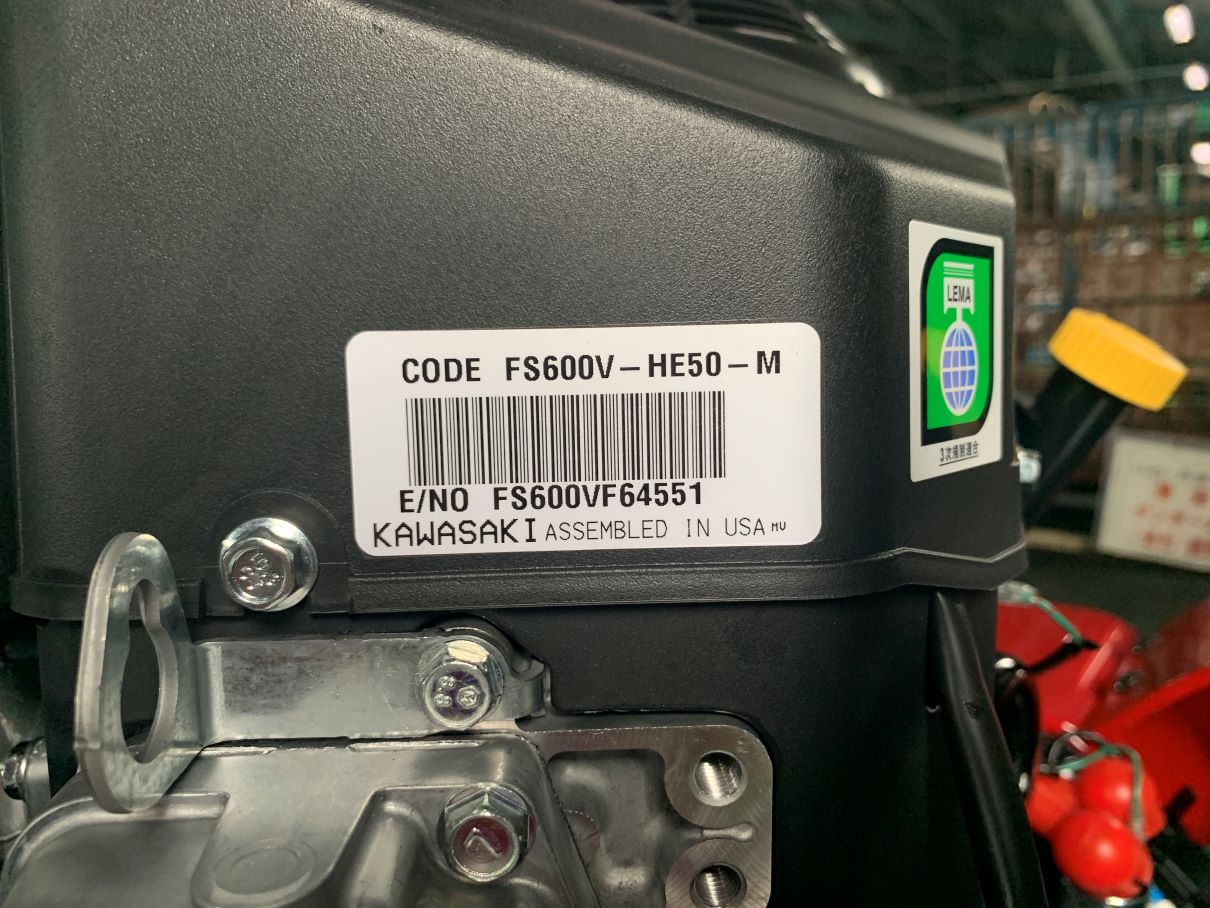 CODE FS600V-HE50-M
E/NO FS600VF64551
KAWASAKI ASSEMBLED IN USA MV
LEMA
3次規制適合